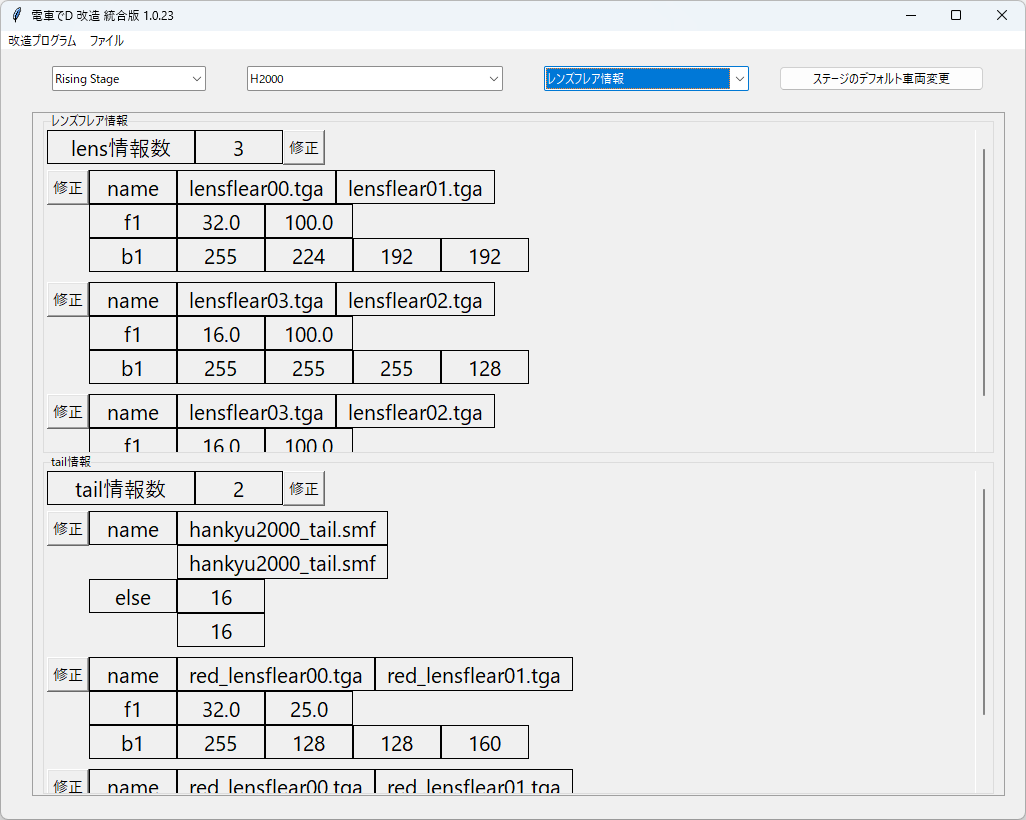 電車でD 改造 統合版 1.0.23
改造プログラム ファイル
Rising Stage H2000 レンズフレア情報 ステージのデフォルト車両変更
レンズフレア情報
lens情報数 3 修正
修正 name lensflear00.tga lensflear01.tga
f1 32.0 100.0
b1 255 224 192 192
修正 name lensflear03.tga lensflear02.tga
f1 16.0 100.0
b1 255 255 255 128
修正 name lensflear03.tga lensflear02.tga
f1 16.0 100.0
tail情報
tail情報数 2 修正
修正 name hankyu2000_tail.smf
hankyu2000_tail.smf
else 16
16
修正 name red_lensflear00.tga red_lensflear01.tga
f1 32.0 25.0
b1 255 128 128 160
修正 name red_lensflear00.tga red_lensflear01.tga